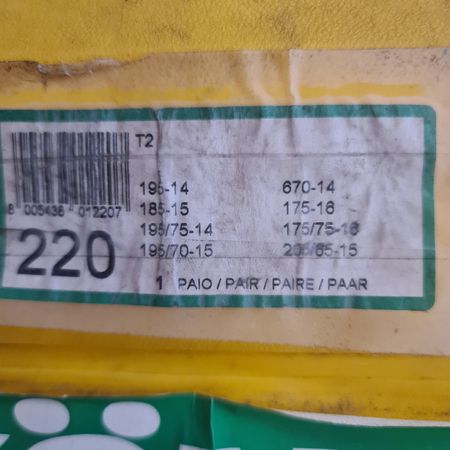 T2
195-14 670-14
185-15 175-16
195/75-14 175/75-16
195/70-15 205/65-15
8 005436 012207
220
1 PAIO / PAIR / PAIRE / PAAR